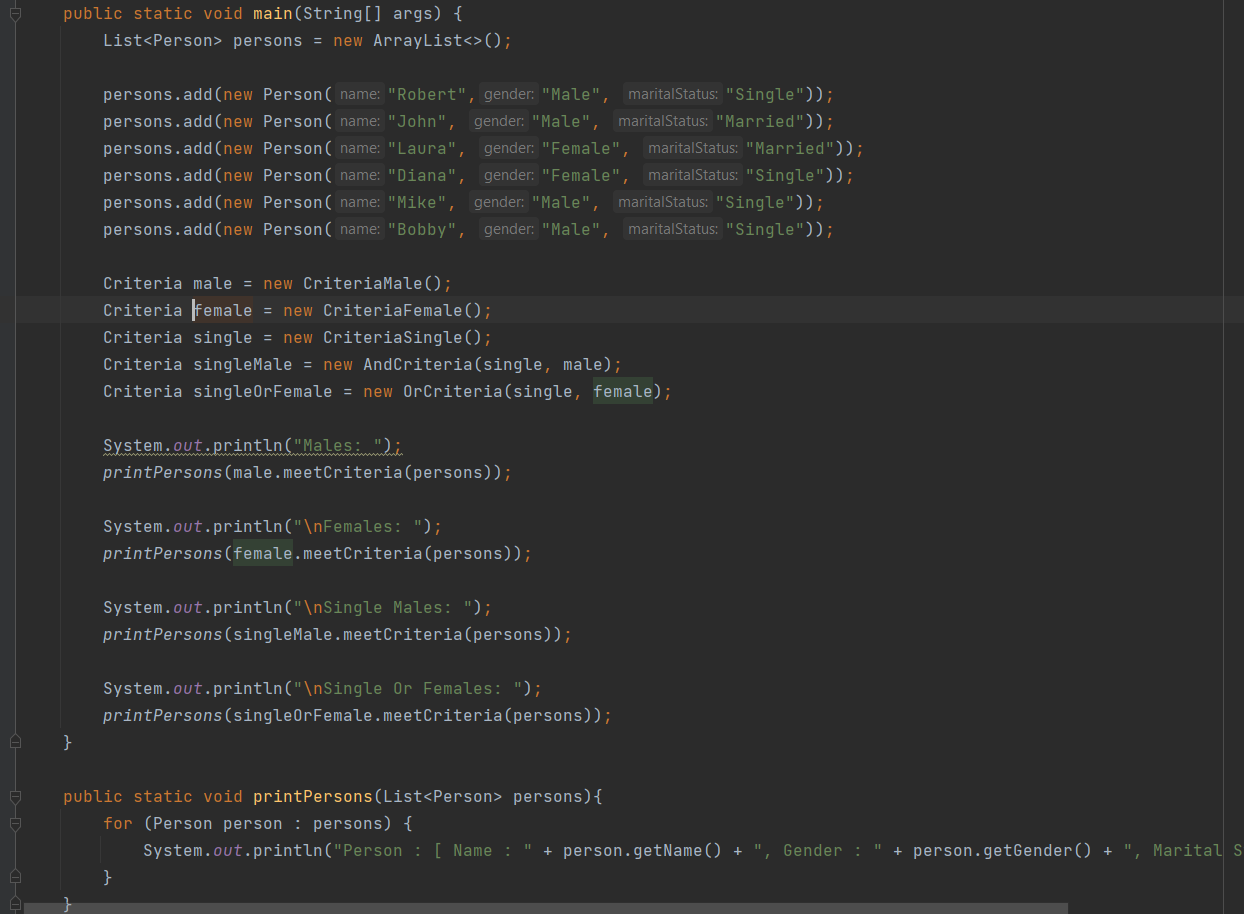 public static void main(String[] args) {
List<Person> persons = new ArrayList<>();
persons.add(new Person( name: "Robert", gender: "Male", maritalStatus: "Single"));
persons.add(new Person( name: "John", gender: "Male", maritalStatus: "Married"));
persons.add(new Person( name: "Laura", gender: "Female", maritalStatus: "Married"));
persons.add(new Person( name: "Diana", gender: "Female", maritalStatus: "Single"));
persons.add(new Person( name: "Mike", gender: "Male", maritalStatus: "Single"));
persons.add(new Person( name: "Bobby", gender: "Male", maritalStatus: "Single"));
Criteria male = new CriteriaMale();
Criteria female = new CriteriaFemale();
Criteria single = new CriteriaSingle();
Criteria singleMale = new AndCriteria(single, male);
Criteria singleOrFemale = new OrCriteria(single, female);
System.out.println("Males: ");
printPersons(male.meetCriteria(persons));
System.out.println("\nFemales: ");
printPersons(female.meetCriteria(persons));
System.out.println("\nSingle Males: ");
printPersons(singleMale.meetCriteria(persons));
System.out.println("\nSingle Or Females: ");
printPersons(singleOrFemale.meetCriteria(persons));
}
public static void printPersons(List<Person> persons){
for (Person person : persons) {
System.out.println("Person : [ Name : " + person.getName() + ", Gender : " + person.getGender() + ", Marital S
}
}